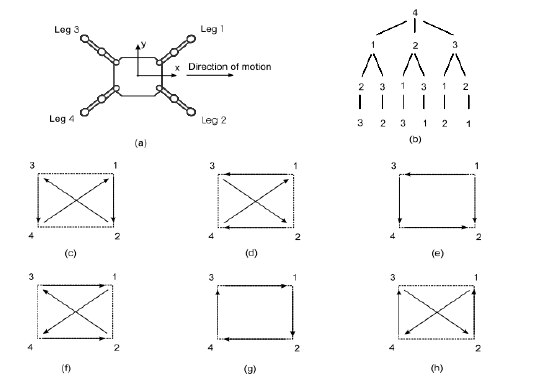 Leg 3
Leg 1
y
x
Direction of motion
Leg 4
Leg 2
(a)
4
1 2 3
2 3 1 3 1 2
3 2 3 1 2 1
(b)
3 1
4 2
(c)
3 1
4 2
(d)
3 1
4 2
(e)
3 1
4 2
(f)
3 1
4 2
(g)
3 1
4 2
(h)